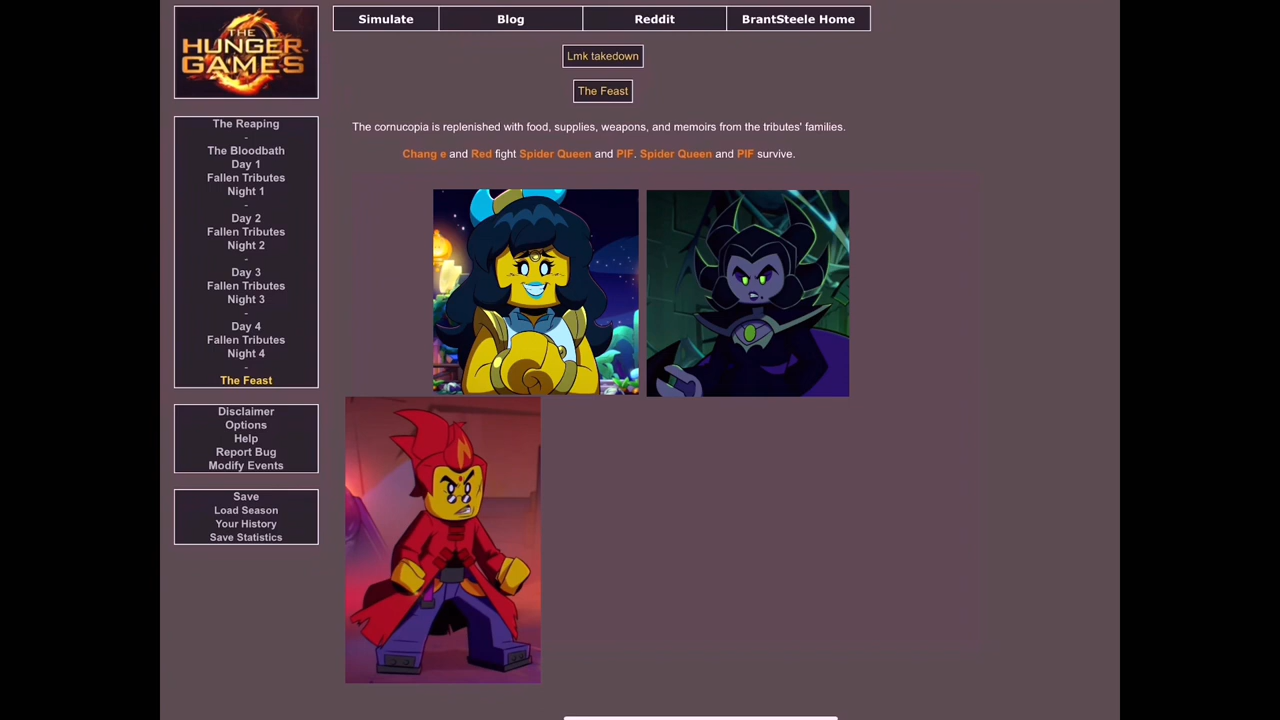 THE
HUNGER
GAMES
Simulate
Blog
Reddit
BrantSteele Home
Lmk takedown
The Feast
The cornucopia is replenished with food, supplies, weapons, and memoirs from the tributes' families.
Chang e and Red fight Spider Queen and PIF. Spider Queen and PIF survive.
The Reaping
-
The Bloodbath
Day 1
Fallen Tributes
Night 1
-
Day 2
Fallen Tributes
Night 2
-
Day 3
Fallen Tributes
Night 3
-
Day 4
Fallen Tributes
Night 4
-
The Feast
Disclaimer
Options
Help
Report Bug
Modify Events
Save
Load Season
Your History
Save Statistics